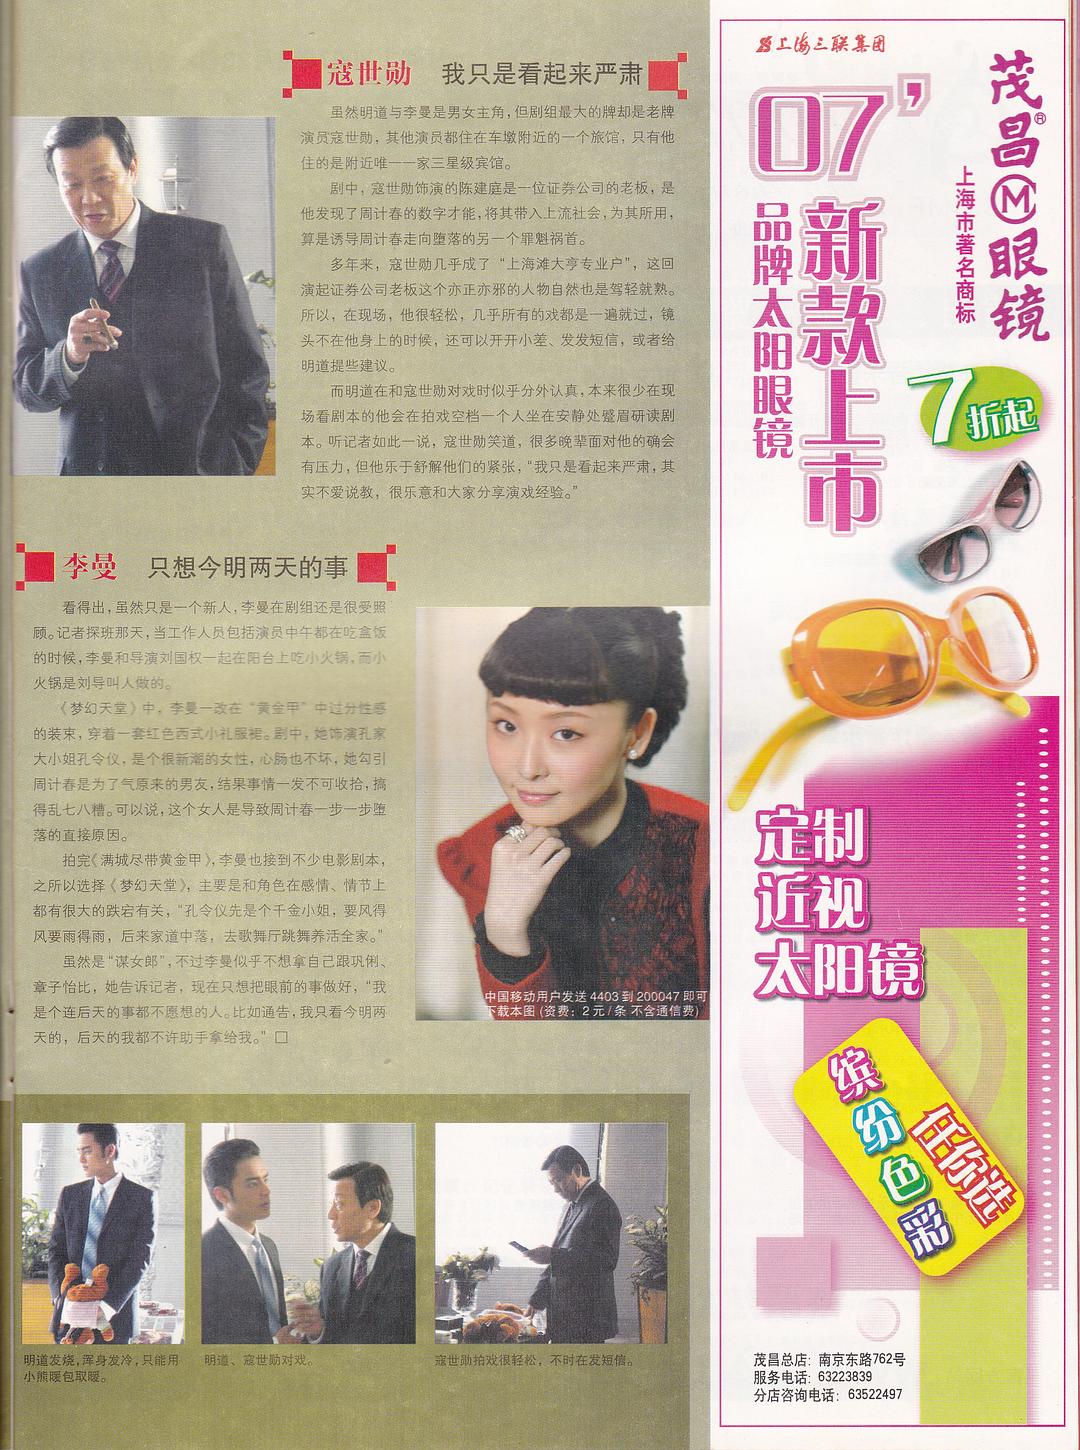 寇世勋 我只是看起来严肃
虽然明道与李曼是男女主角，但剧组最大的牌却是老牌
演员寇世勋，其他演员都住在车墩附近的一个旅馆，只有他
住的是附近唯一一家三星级宾馆。
剧中，寇世勋饰演的陈建庭是一位证券公司的老板，是
他发现了周计春的数字才能，将其带入上流社会，为其所用，
算是诱导周计春走向堕落的另一个罪魁祸首。
多年来，寇世勋几乎成了“上海滩大亨专业户”，这回
演起证券公司老板这个亦正亦邪的人物自然也是驾轻就熟。
所以，在现场，他很轻松，几乎所有的戏都是一遍就过，镜
头不在他身上的时候，还可以开开小差、发发短信，或者给
明道提些建议。
而明道在和寇世勋对戏时似乎分外认真，本来很少在现
场看剧本的他会在拍戏空档一个人坐在安静处蹙眉研读剧
本。听记者如此一说，寇世勋笑道，很多晚辈面对他的确会
有压力，但他乐于舒解他们的紧张，“我只是看起来严肃，其
实不爱说教，很乐意和大家分享演戏经验。”
李曼 只想今明两天的事
看得出，虽然只是一个新人，李曼在剧组还是很受照
顾。记者探班那天，当工作人员包括演员中午都在吃盒饭
的时候，李曼和导演刘国权一起在阳台上吃小火锅，而小
火锅是刘导叫人做的。
《梦幻天堂》中，李曼一改在“黄金甲”中过分性感
的装束，穿着一套红色西式小礼服裙。剧中，她饰演孔家
大小姐孔令仪，是个很新潮的女性，心肠也不坏，她勾引
周计春是为了气原来的男友，结果事情一发不可收拾，搞
得乱七八糟。可以说，这个女人是导致周计春一步一步堕
落的直接原因。
拍完《满城尽带黄金甲》，李曼也接到不少电影剧本，
之所以选择《梦幻天堂》，主要是和角色在感情、情节上
都有很大的跌宕有关，“孔令仪先是个千金小姐，要风得
风要雨得雨，后来家道中落，去歌舞厅跳舞养活全家。”
虽然是“谋女郎”，不过李曼似乎不想拿自己跟巩俐、
章子怡比，她告诉记者，现在只想把眼前的事做好，“我
是个连后天的事都不愿想的人。比如通告，我只看今明两
天的，后天的我都不许助手拿给我。”□
中国移动用户发送 4403 到 200047 即可
下载本图 (资费：2 元/条 不含通信费)
明道发烧，浑身发冷，只能用
小熊暖包取暖。
明道、寇世勋对戏。
寇世勋拍戏很轻松，不时在发短信。
上海三联集团
茂昌®M眼镜
上海市著名商标
07’
新款上市
品牌太阳眼镜
7折起
定制
近视
太阳镜
缤纷色彩
任你选
茂昌总店：南京东路762号
服务电话：63223839
分店咨询电话：63522497